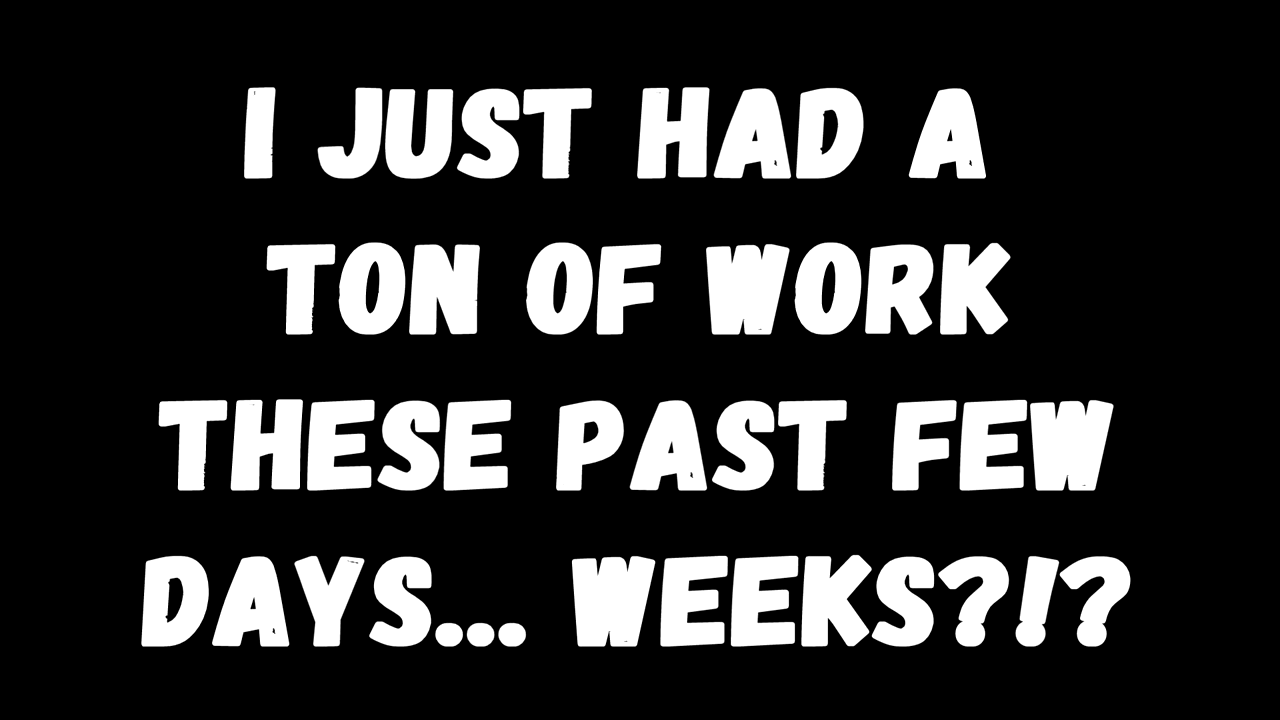 I JUST HAD A
TON OF WORK
THESE PAST FEW
DAYS... WEEKS?!?